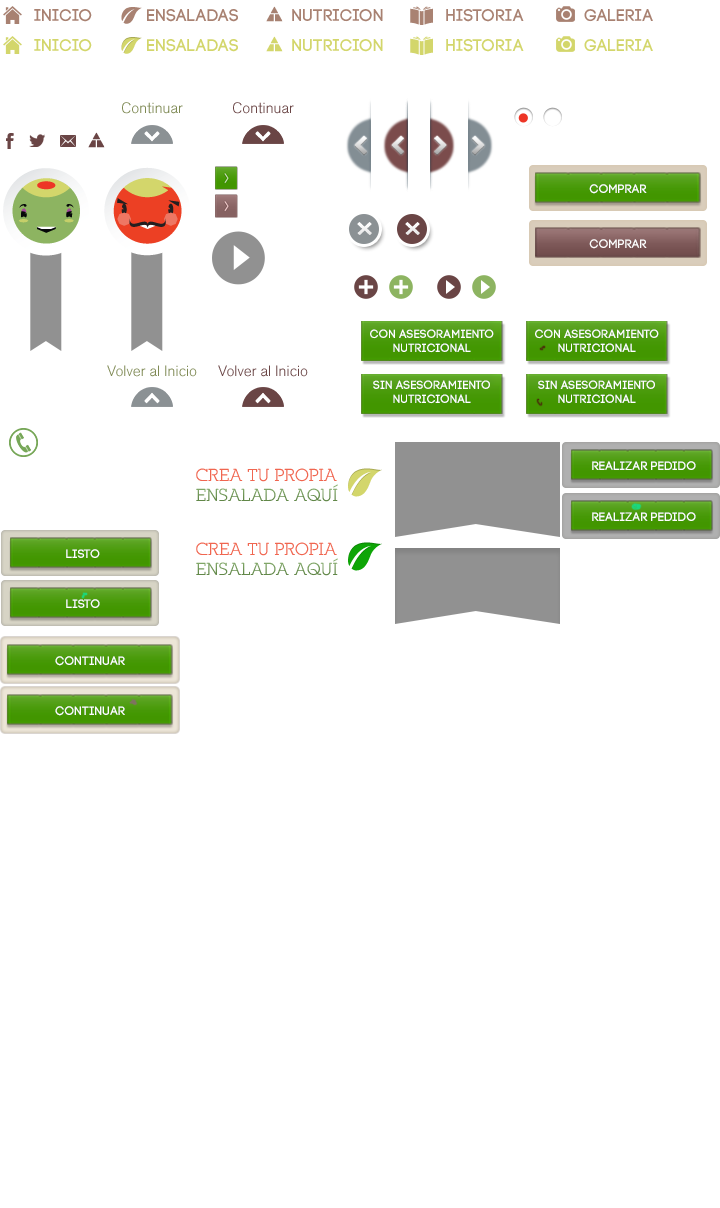 INICIO ENSALADAS NUTRICION HISTORIA GALERIA
INICIO ENSALADAS NUTRICION HISTORIA GALERIA
Continuar
Continuar
COMPRAR
COMPRAR
CON ASESORAMIENTO
NUTRICIONAL
CON ASESORAMIENTO
NUTRICIONAL
Volver al Inicio
Volver al Inicio
SIN ASESORAMIENTO
NUTRICIONAL
SIN ASESORAMIENTO
NUTRICIONAL
CREA TU PROPIA
ENSALADA AQUÍ
REALIZAR PEDIDO
REALIZAR PEDIDO
CREA TU PROPIA
ENSALADA AQUÍ
LISTO
LISTO
CONTINUAR
CONTINUAR